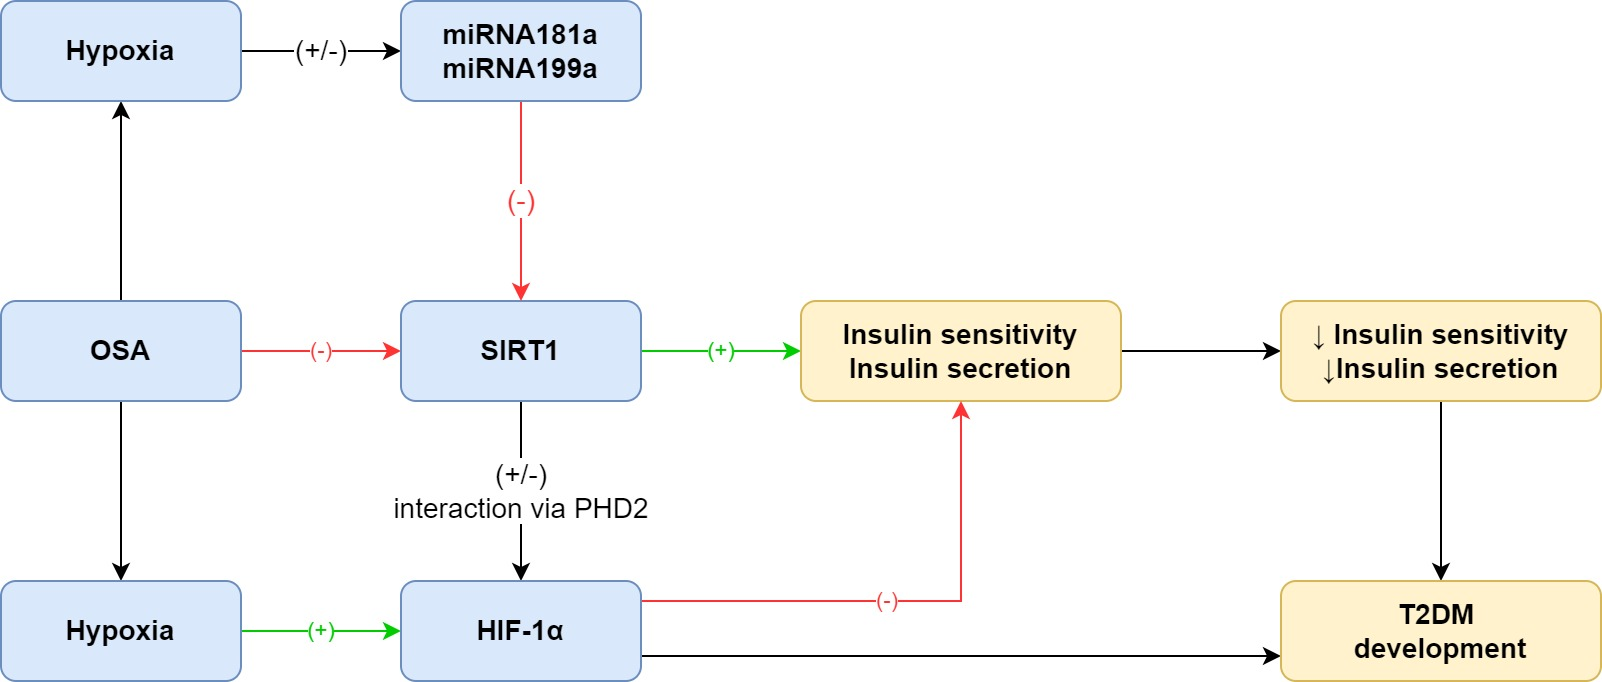 Hypoxia
(+/-)
miRNA181a
miRNA199a
(-)
OSA
(-)
SIRT1
(+)
Insulin sensitivity
Insulin secretion
↓ Insulin sensitivity
↓Insulin secretion
(+/-)
interaction via PHD2
Hypoxia
(+)
HIF-1α
(-)
T2DM
development